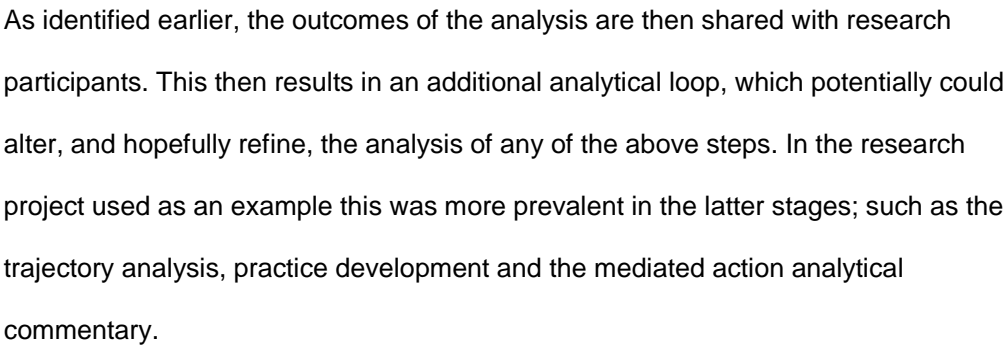 As identified earlier, the outcomes of the analysis are then shared with research
participants. This then results in an additional analytical loop, which potentially could
alter, and hopefully refine, the analysis of any of the above steps. In the research
project used as an example this was more prevalent in the latter stages; such as the
trajectory analysis, practice development and the mediated action analytical
commentary.